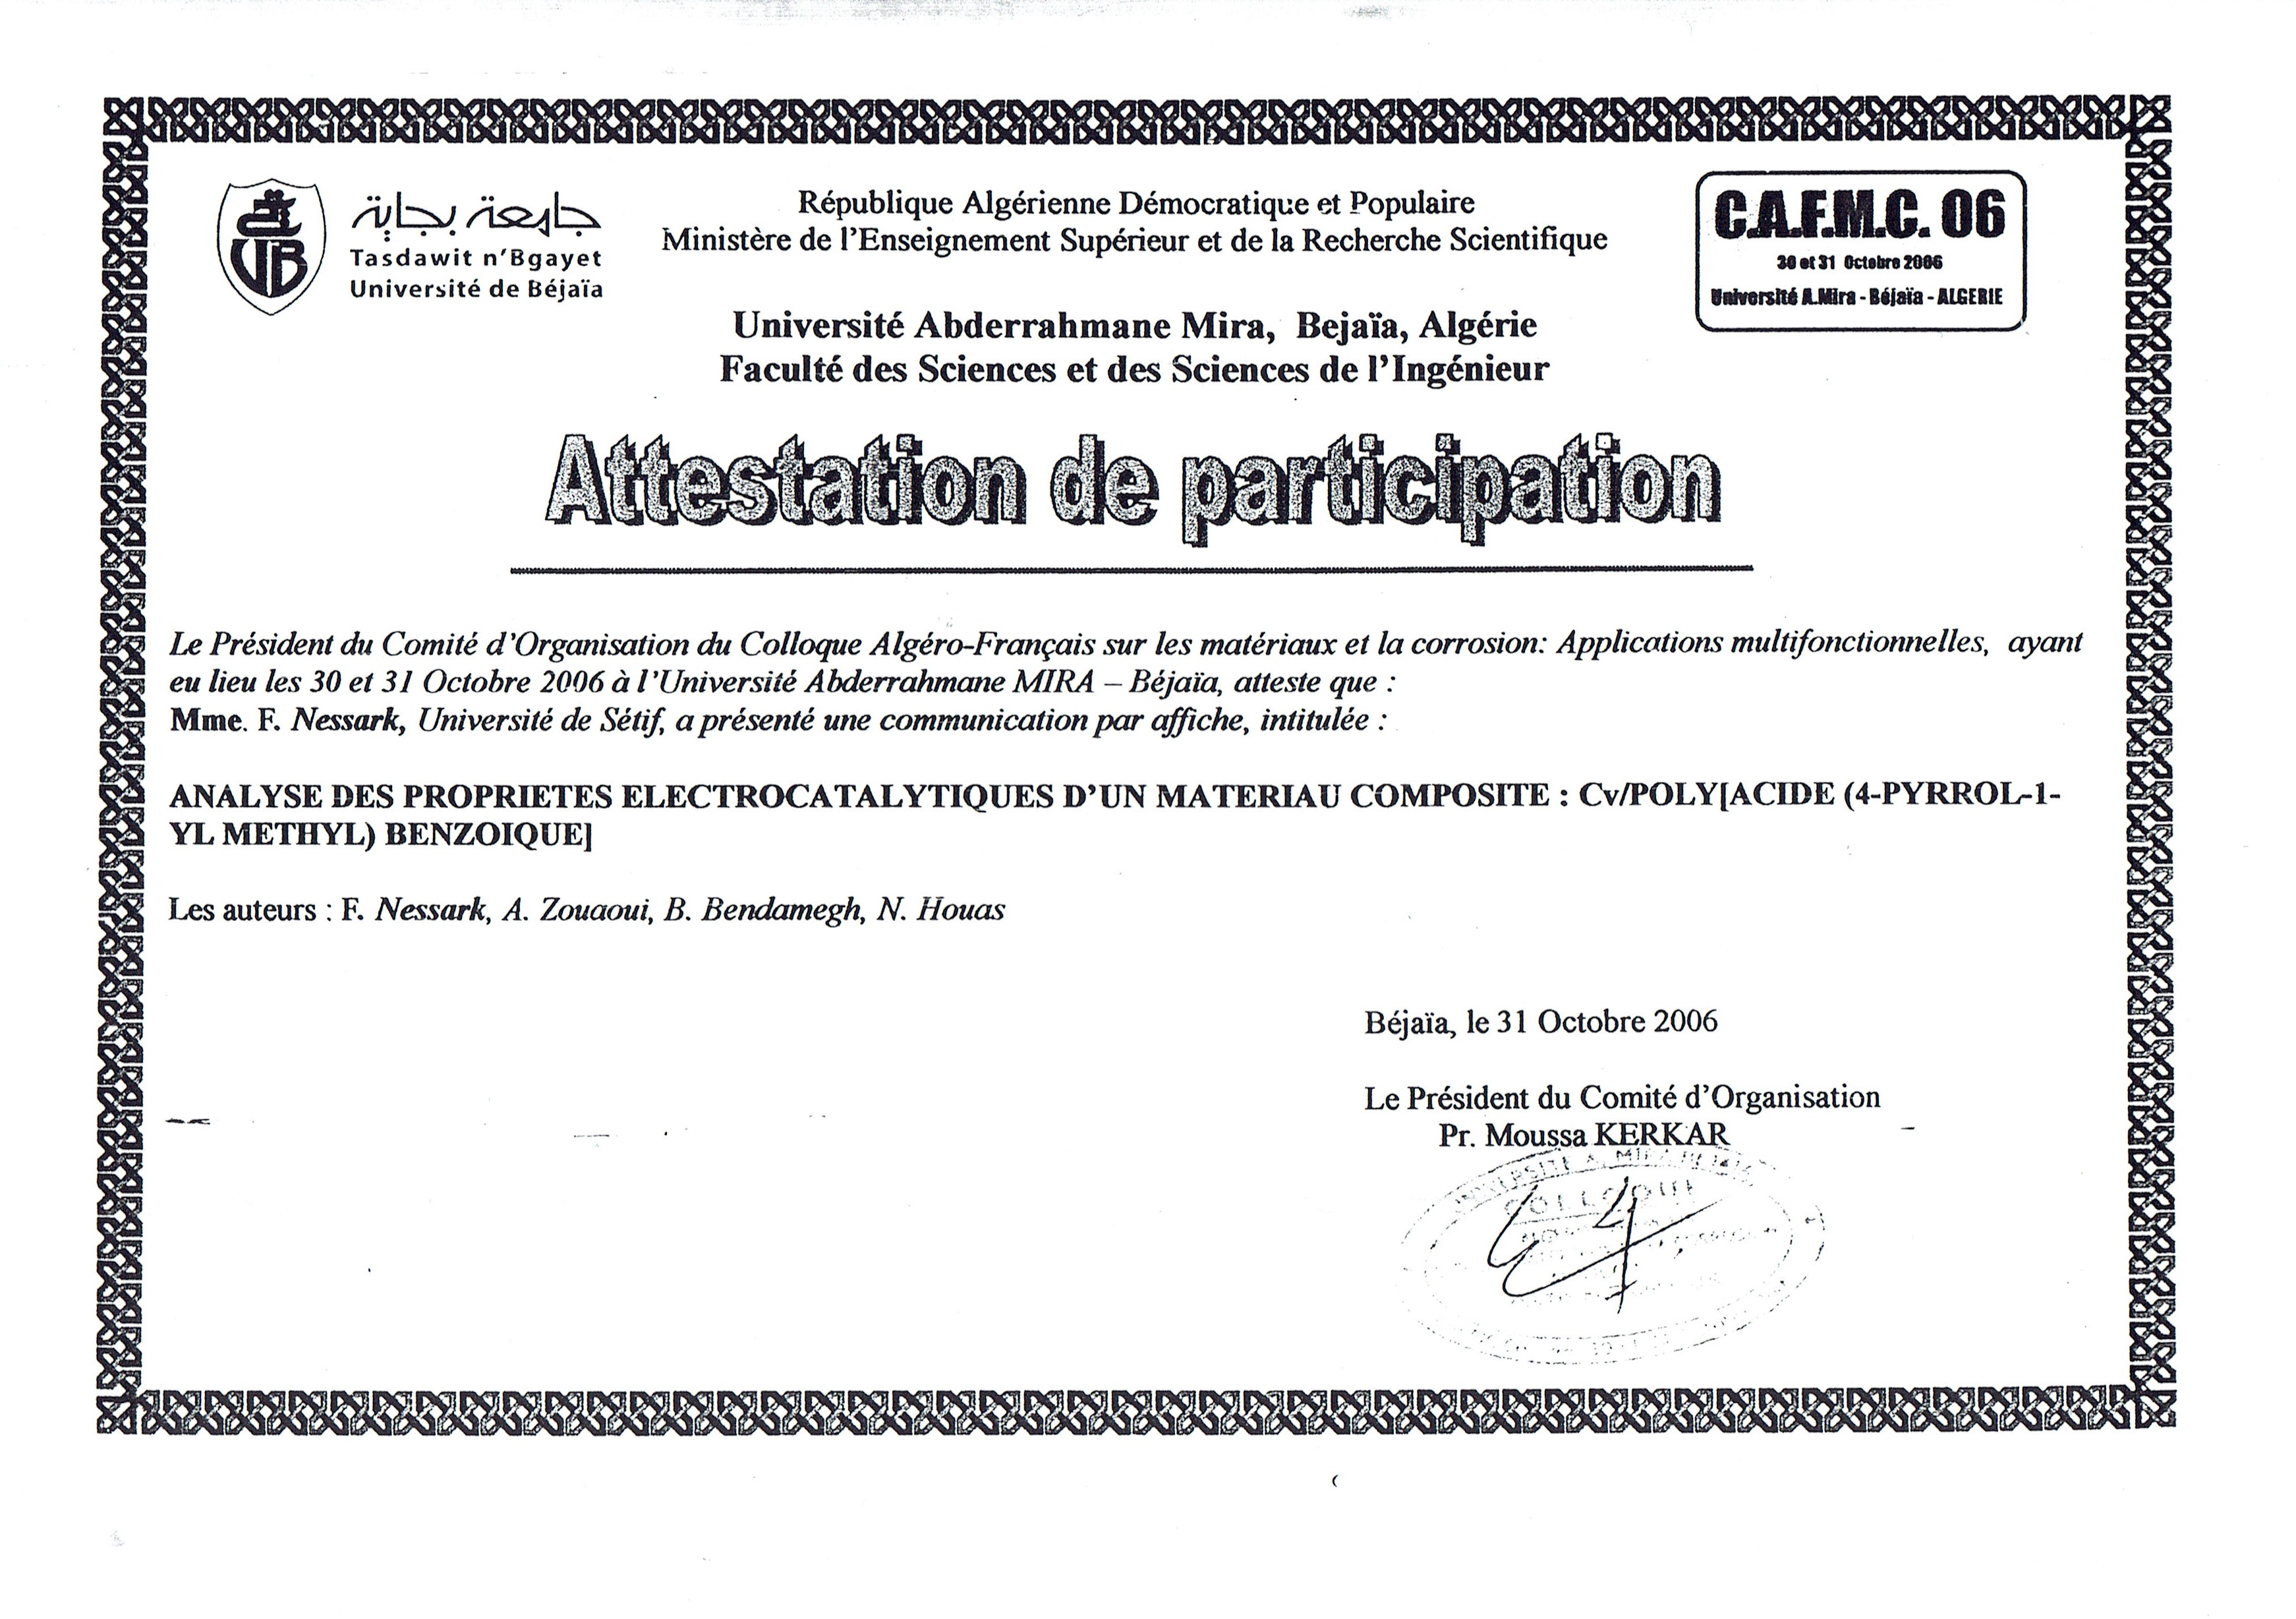 جامعة بجاية
Tasdawit n'Bgayet
Université de Béjaïa
République Algérienne Démocratique et Populaire
Ministère de l'Enseignement Supérieur et de la Recherche Scientifique
C.A.F.M.C. 06
30 et 31 Octobre 2006
Université A.Mira - Béjaïa - ALGERIE
Université Abderrahmane Mira, Bejaïa, Algérie
Faculté des Sciences et des Sciences de l'Ingénieur
Attestation de participation
Le Président du Comité d'Organisation du Colloque Algéro-Français sur les matériaux et la corrosion: Applications multifonctionnelles, ayant
eu lieu les 30 et 31 Octobre 2006 à l'Université Abderrahmane MIRA – Béjaïa, atteste que :
Mme. F. Nessark, Université de Sétif, a présenté une communication par affiche, intitulée :
ANALYSE DES PROPRIETES ELECTROCATALYTIQUES D'UN MATERIAU COMPOSITE : Cv/POLY[ACIDE (4-PYRROL-1-
YL METHYL) BENZOIQUE]
Les auteurs : F. Nessark, A. Zouaoui, B. Bendamegh, N. Houas
Béjaïa, le 31 Octobre 2006
Le Président du Comité d'Organisation
Pr. Moussa KERKAR
COLLOQUE